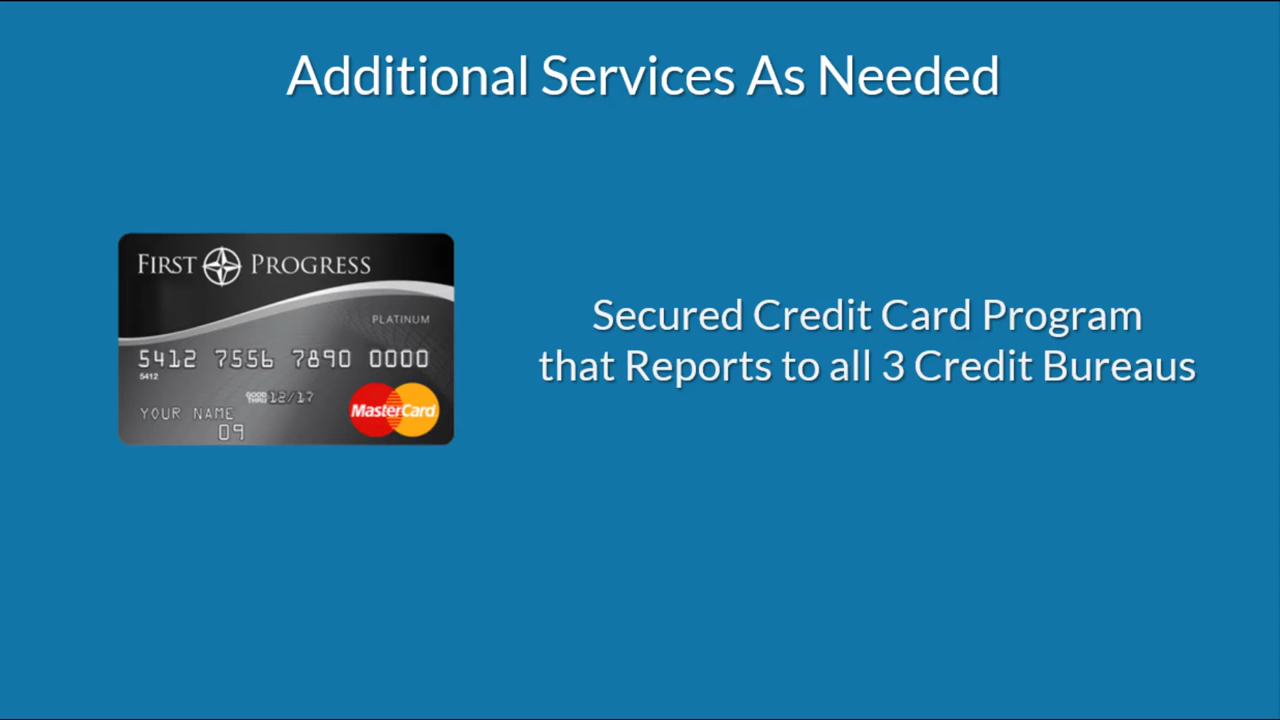 Additional Services As Needed
FIRST PROGRESS
PLATINUM
5412 7556 7890 0000
5412
GOOD THRU 12/17
YOUR NAME
09
MasterCard
Secured Credit Card Program
that Reports to all 3 Credit Bureaus